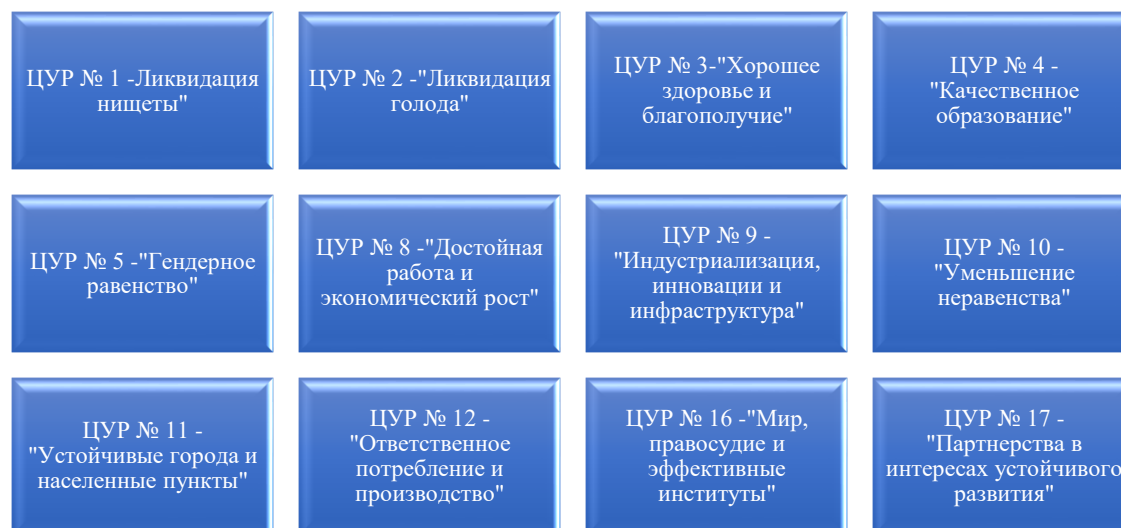 ЦУР № 1 -Ликвидация
нищеты"
ЦУР № 2 -"Ликвидация
голода"
ЦУР № 3-"Хорошее
здоровье и
благополучие"
ЦУР № 4 -
"Качественное
образование"
ЦУР № 5 -"Гендерное
равенство"
ЦУР № 8 -"Достойная
работа и
экономический рост"
ЦУР № 9 -
"Индустриализация,
инновации и
инфраструктура"
ЦУР № 10 -
"Уменьшение
неравенства"
ЦУР № 11 -
"Устойчивые города и
населенные пункты"
ЦУР № 12 -
"Ответственное
потребление и
производство"
ЦУР № 16 -"Мир,
правосудие и
эффективные
институты"
ЦУР № 17 -
"Партнерства в
интересах устойчивого
развития"